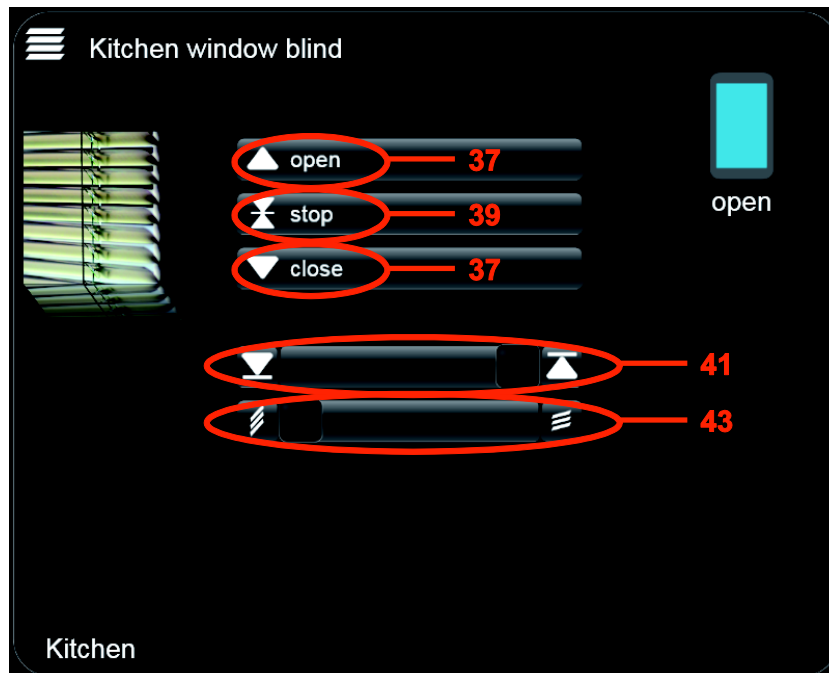 Kitchen window blind
open 37
stop 39
open
close 37
41
43
Kitchen